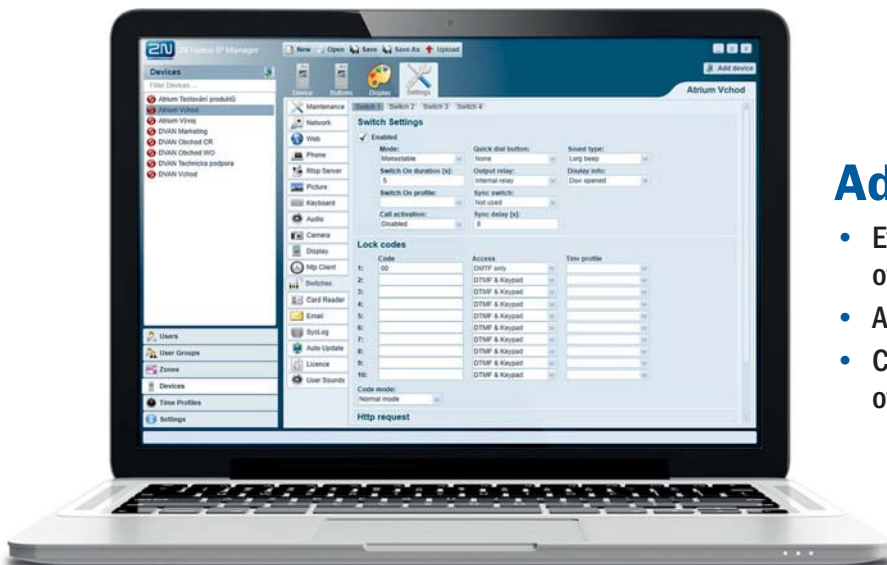 2N 2N Helios IP Manager
New Open Save Save As Upload
Devices
Add device
Filter Devices ...
Device Buttons Display Settings
Atrium Vchod
Atrium Testování produktů
Atrium Vchod
Atrium Vývoj
DVAN Marketing
DVAN Obchod CR
DVAN Obchod WO
DVAN Technicka podpora
DVAN Vchod
Users
User Groups
Zones
Devices
Time Profiles
Settings
Maintenance
Network
Web
Phone
Rtsp Server
Picture
Keyboard
Audio
Camera
Display
Ntp Client
Switches
Card Reader
Email
SysLog
Auto Update
Licence
User Sounds
Switch 1 Switch 2 Switch 3 Switch 4
Switch Settings
Enabled
Mode: Quick dial button: Sound type:
Monostable None Long beep
Switch On duration [s]: Output relay: Display info:
5 Internal relay Door opened
Switch On profile: Sync switch:
Not used
Call activation: Sync delay [s]:
Disabled 0
Lock codes
Code Access Time profile
1: 00 DMTF only
2: DTMF & Keypad
3: DTMF & Keypad
4: DTMF & Keypad
5: DTMF & Keypad
6: DTMF & Keypad
7: DTMF & Keypad
8: DTMF & Keypad
9: DTMF & Keypad
10: DTMF & Keypad
Code mode:
Normal mode
Http request
Ad
• E
o
• A
• C
o